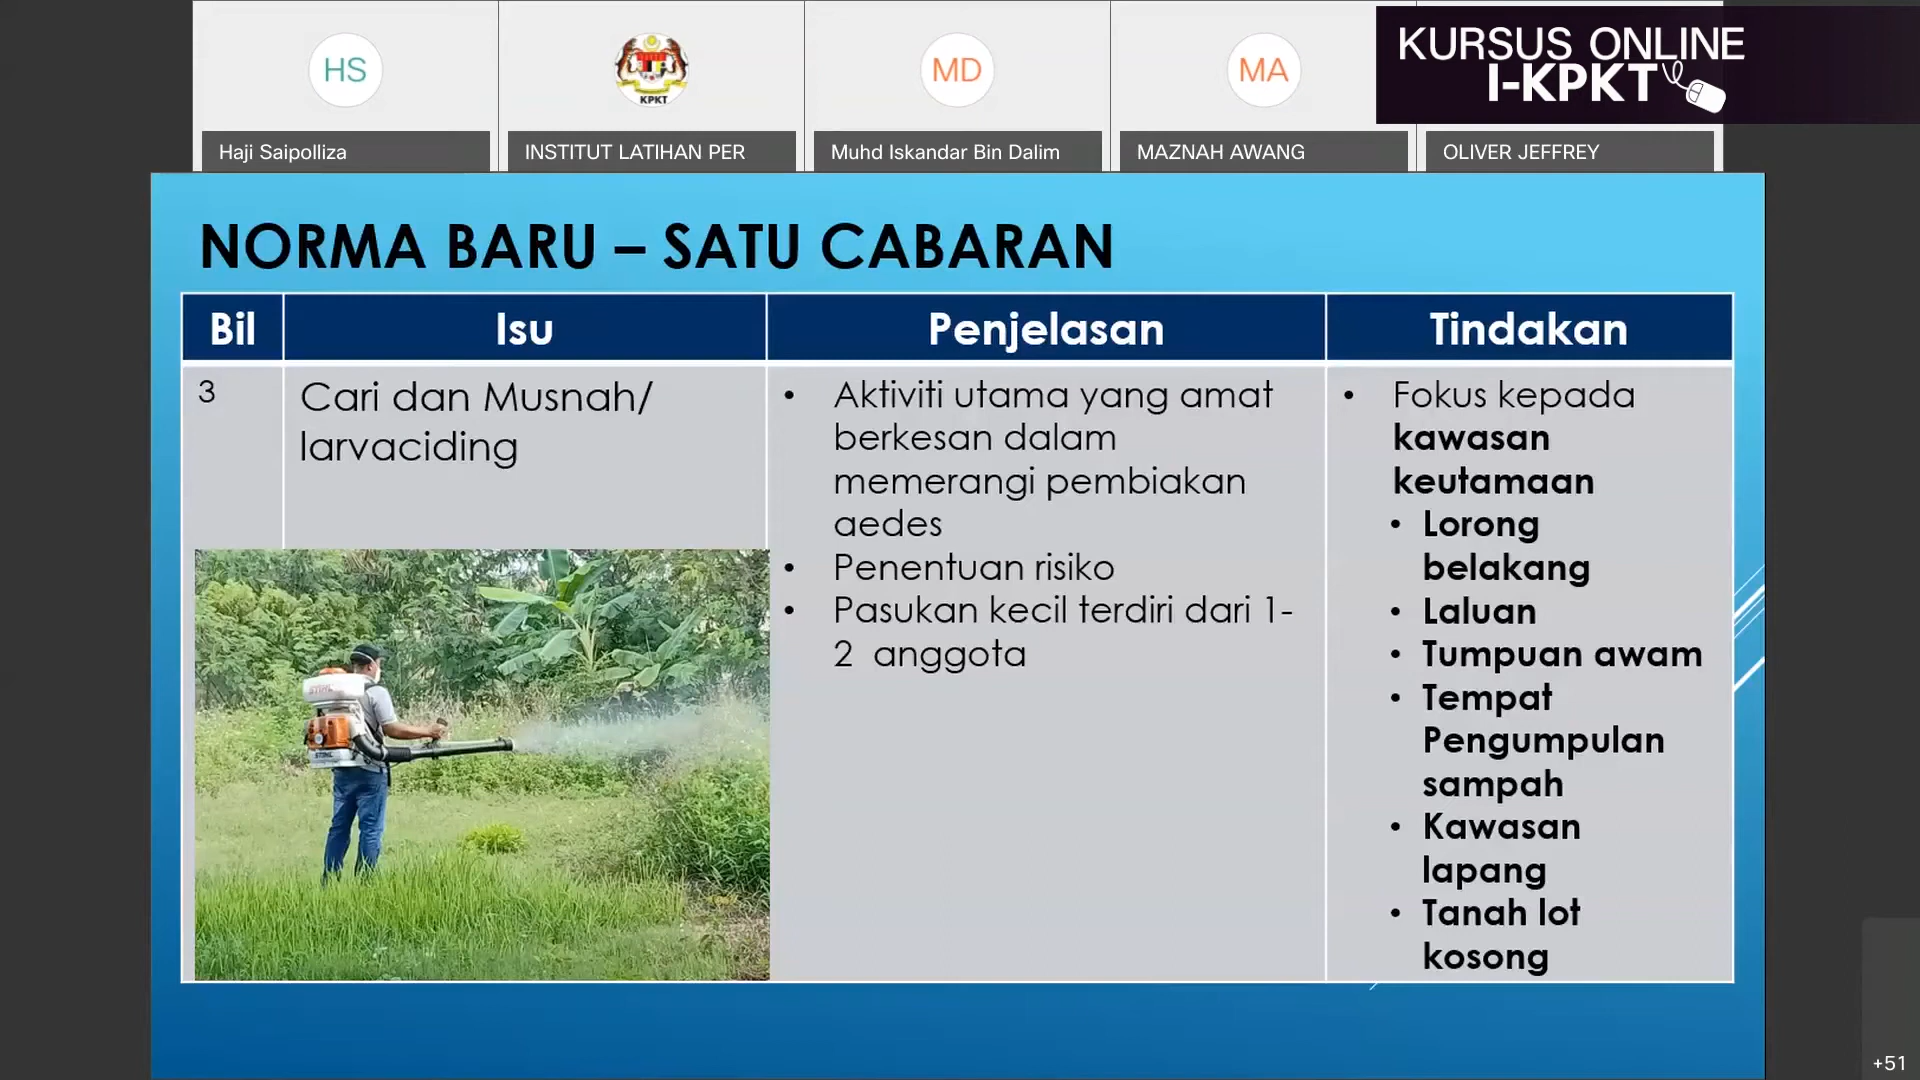 HS
KPKT
MD
MA
KURSUS ONLINE
I-KPKT
Haji Saipolliza
INSTITUT LATIHAN PER
Muhd Iskandar Bin Dalim
MAZNAH AWANG
OLIVER JEFFREY
NORMA BARU – SATU CABARAN
Bil
Isu
Penjelasan
Tindakan
3
Cari dan Musnah/
larvaciding
• Aktiviti utama yang amat
berkesan dalam
memerangi pembiakan
aedes
• Penentuan risiko
• Pasukan kecil terdiri dari 1-
2 anggota
• Fokus kepada
kawasan
keutamaan
• Lorong
belakang
• Laluan
• Tumpuan awam
• Tempat
Pengumpulan
sampah
• Kawasan
lapang
• Tanah lot
kosong
STIHL
STIHL
+51